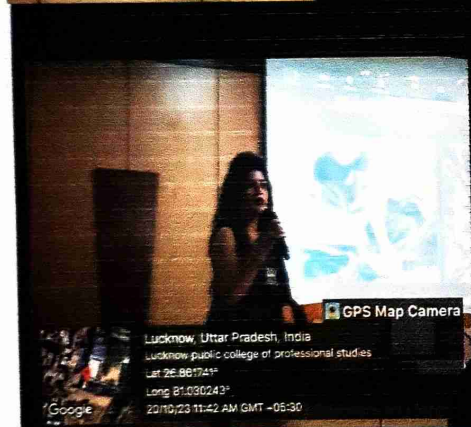 GPS Map Camera
Lucknow, Uttar Pradesh, India
Lucknow public college of professional studies
Lat 26.861741°
Long 81.030243°
20/10/23 11:42 AM GMT +05:30
Google